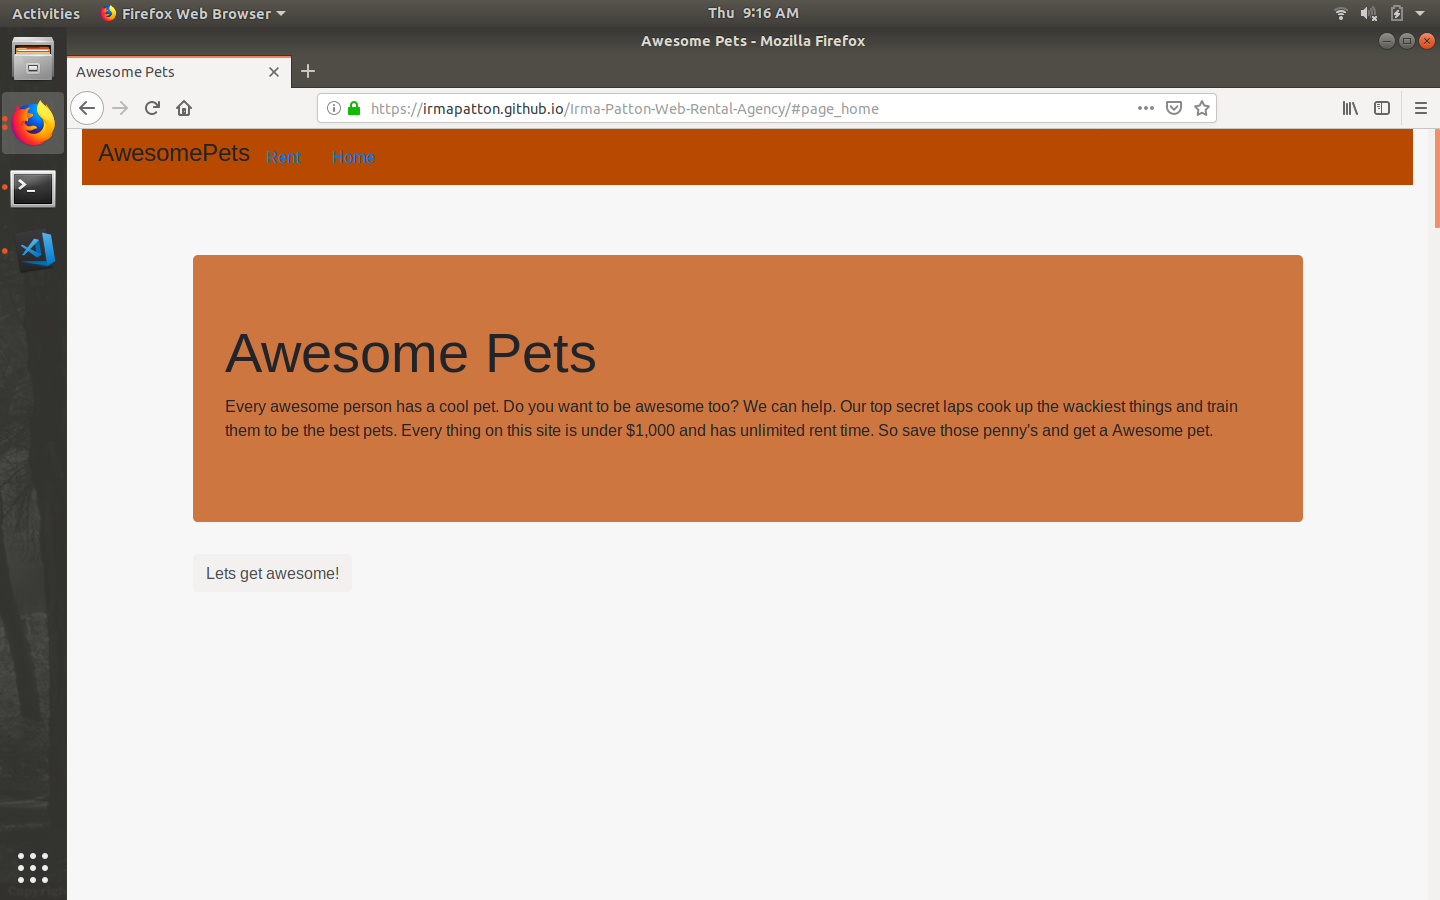 Activities Firefox Web Browser Thu 9:16 AM
Awesome Pets - Mozilla Firefox
Awesome Pets
https://irmapatton.github.io/Irma-Patton-Web-Rental-Agency/#page_home
AwesomePets Rent Home
Awesome Pets
Every awesome person has a cool pet. Do you want to be awesome too? We can help. Our top secret laps cook up the wackiest things and train
them to be the best pets. Every thing on this site is under $1,000 and has unlimited rent time. So save those penny's and get a Awesome pet.
Lets get awesome!